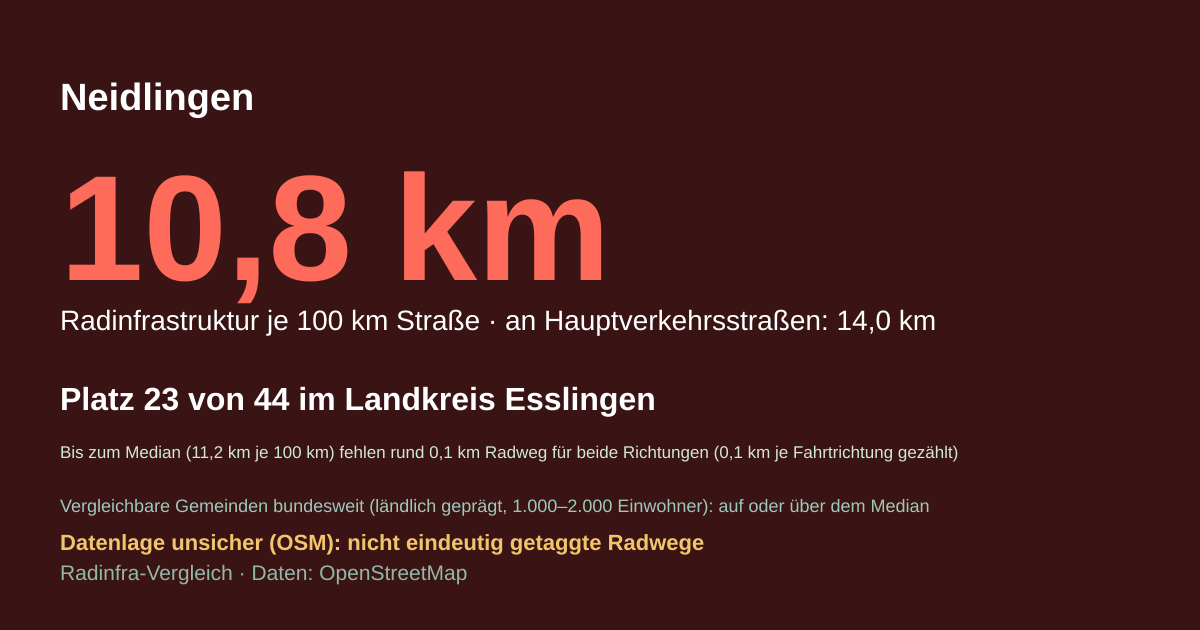 Neidlingen
10,8 km
Radinfrastruktur je 100 km Straße · an Hauptverkehrsstraßen: 14,0 km
Platz 23 von 44 im Landkreis Esslingen
Bis zum Median (11,2 km je 100 km) fehlen rund 0,1 km Radweg für beide Richtungen (0,1 km je Fahrtrichtung gezählt)
Vergleichbare Gemeinden bundesweit (ländlich geprägt, 1.000–2.000 Einwohner): auf oder über dem Median
Datenlage unsicher (OSM): nicht eindeutig getaggte Radwege
Radinfra-Vergleich · Daten: OpenStreetMap